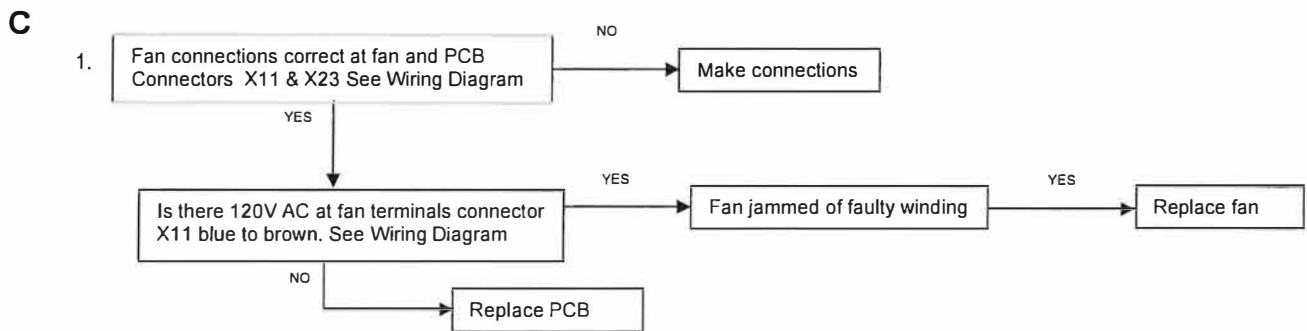 C
1.
Fan connections correct at fan and PCB
Connectors X11 & X23 See Wiring Diagram
NO
Make connections
YES
Is there 120V AC at fan terminals connector
X11 blue to brown. See Wiring Diagram
YES
Fan jammed of faulty winding
YES
Replace fan
NO
Replace PCB